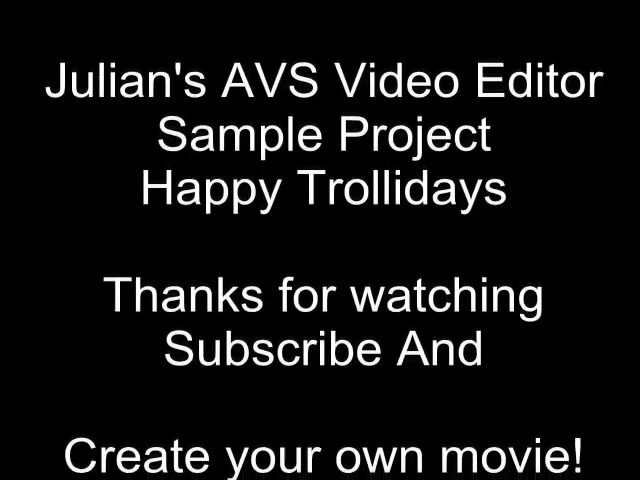 Julian's AVS Video Editor
Sample Project
Happy Trollidays
Thanks for watching
Subscribe And
Create your own movie!